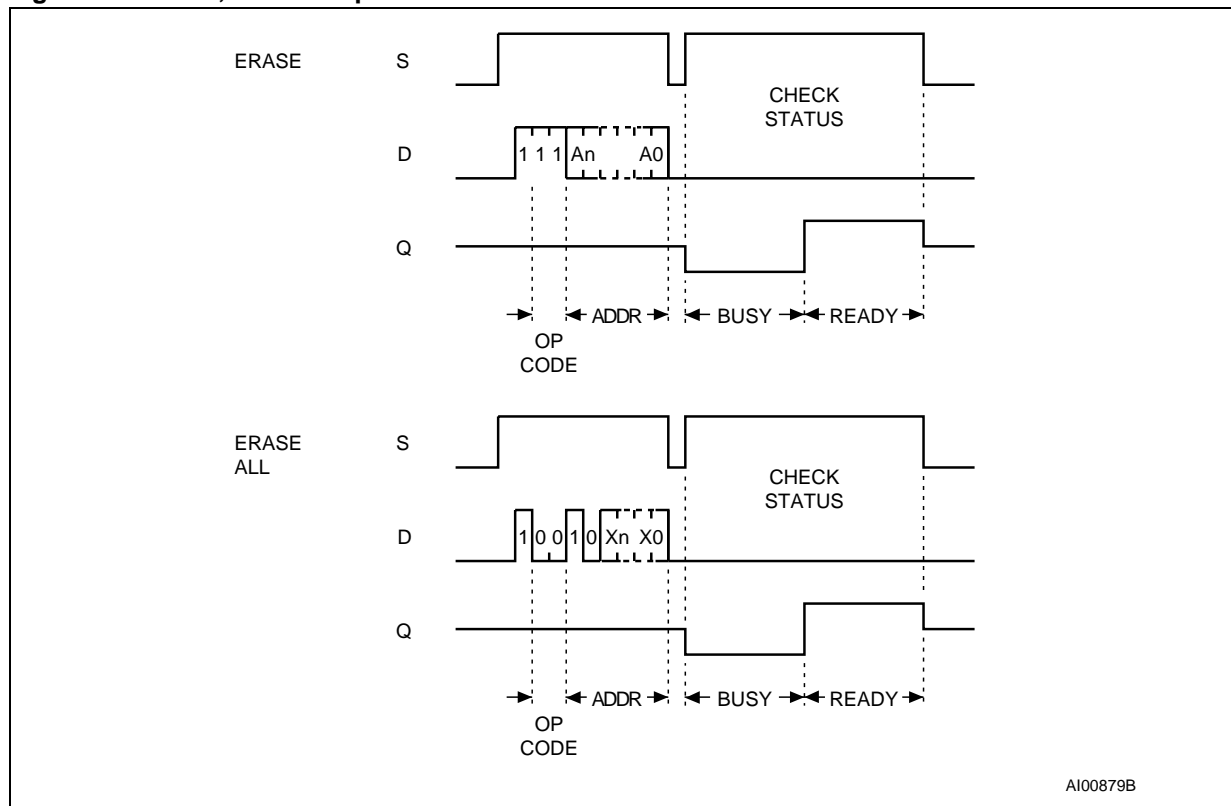 ERASE S
CHECK
STATUS
D 1 1 1 An A0
Q
ADDR BUSY READY
OP
CODE
ERASE S
ALL
CHECK
STATUS
D 1 0 0 1 0 Xn X0
Q
ADDR BUSY READY
OP
CODE
AI00879B